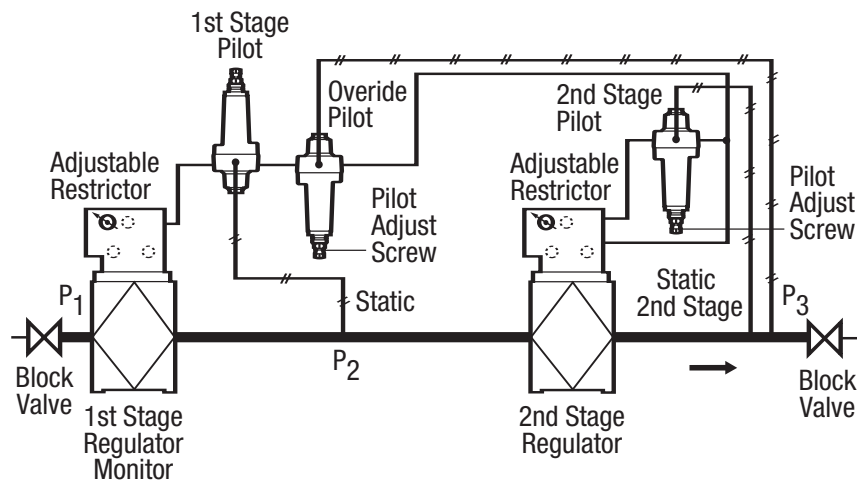 1st Stage
Pilot
Overide
Pilot
2nd Stage
Pilot
Adjustable
Restrictor
Pilot
Adjust
Screw
Adjustable
Restrictor
Pilot
Adjust
Screw
P1
Static
Static
2nd Stage
P3
P2
Block
Valve
1st Stage
Regulator
Monitor
2nd Stage
Regulator
Block
Valve